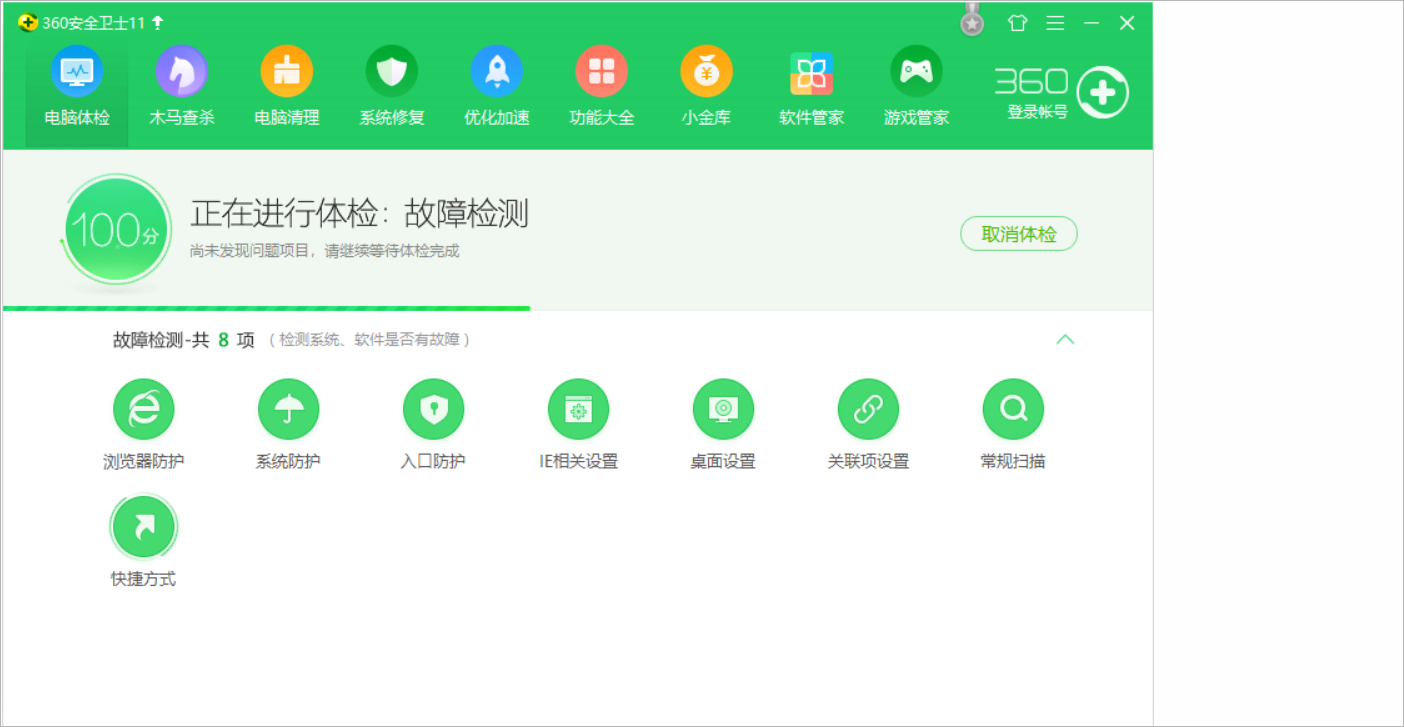 360安全卫士11
电脑体检 木马查杀 电脑清理 系统修复 优化加速 功能大全 小金库 软件管家 游戏管家
360
登录帐号
100分
正在进行体检：故障检测
尚未发现问题项目，请继续等待体检完成
取消体检
故障检测-共 8 项 （检测系统、软件是否有故障）
浏览器防护 系统防护 入口防护 IE相关设置 桌面设置 关联项设置 常规扫描
快捷方式